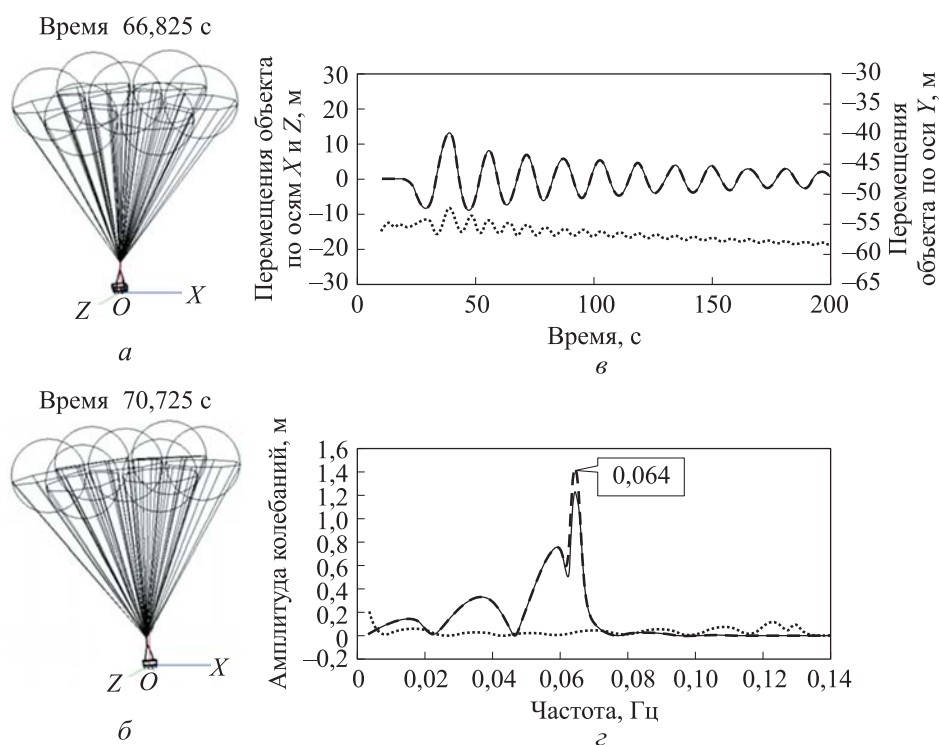 Время 66,825 с
Z O X
а
Перемещения объекта
по осям X и Z, м
30
20
10
0
–10
–20
–30
–30
–35
–40
–45
–50
–55
–60
–65
Перемещения
объекта по оси Y, м
0 50 100 150 200
Время, с
в
Время 70,725 с
Z O X
б
Амплитуда колебаний, м
1,6
1,4
1,2
1,0
0,8
0,6
0,4
0,2
0
–0,2
0,064
0 0,02 0,04 0,06 0,08 0,10 0,12 0,14
Частота, Гц
г